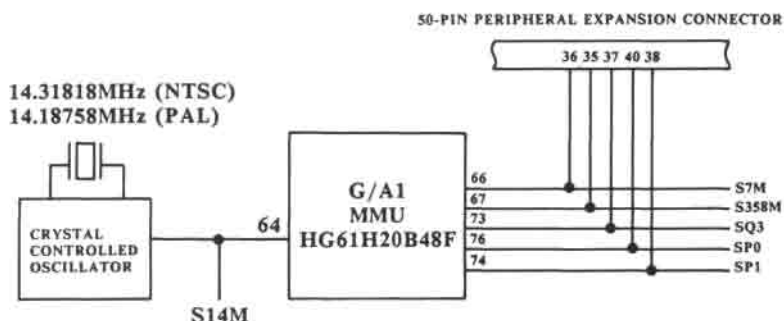 50-PIN PERIPHERAL EXPANSION CONNECTOR
36 35 37 40 38
14.31818MHz (NTSC)
14.18758MHz (PAL)
CRYSTAL
CONTROLLED
OSCILLATOR
64
S14M
G/A1
MMU
HG61H20B48F
66 S7M
67 S358M
73 SQ3
76 SP0
74 SP1